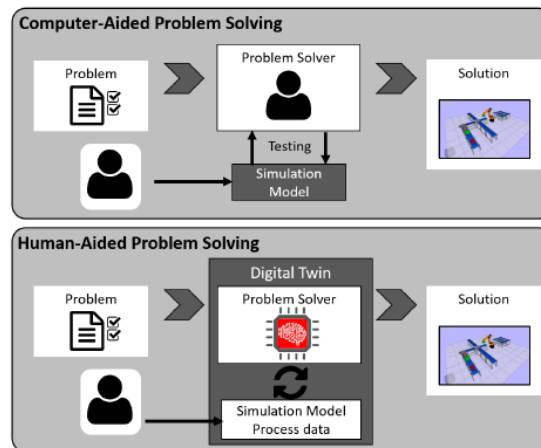 Computer-Aided Problem Solving
Problem
Problem Solver
Solution
Testing
Simulation
Model
Human-Aided Problem Solving
Digital Twin
Problem
Problem Solver
Solution
Simulation Model
Process data